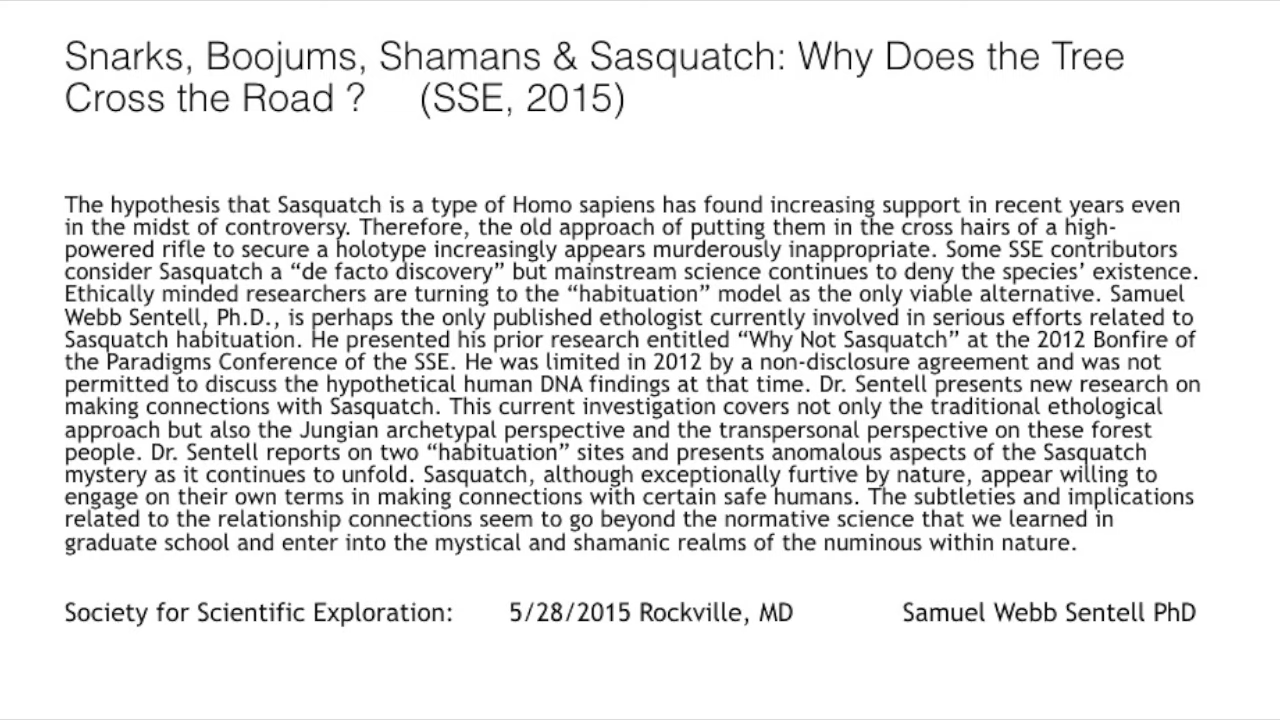 Snarks, Boojums, Shamans & Sasquatch: Why Does the Tree
Cross the Road ? (SSE, 2015)
The hypothesis that Sasquatch is a type of Homo sapiens has found increasing support in recent years even
in the midst of controversy. Therefore, the old approach of putting them in the cross hairs of a high-
powered rifle to secure a holotype increasingly appears murderously inappropriate. Some SSE contributors
consider Sasquatch a “de facto discovery” but mainstream science continues to deny the species’ existence.
Ethically minded researchers are turning to the “habituation” model as the only viable alternative. Samuel
Webb Sentell, Ph.D., is perhaps the only published ethologist currently involved in serious efforts related to
Sasquatch habituation. He presented his prior research entitled “Why Not Sasquatch” at the 2012 Bonfire of
the Paradigms Conference of the SSE. He was limited in 2012 by a non-disclosure agreement and was not
permitted to discuss the hypothetical human DNA findings at that time. Dr. Sentell presents new research on
making connections with Sasquatch. This current investigation covers not only the traditional ethological
approach but also the Jungian archetypal perspective and the transpersonal perspective on these forest
people. Dr. Sentell reports on two “habituation” sites and presents anomalous aspects of the Sasquatch
mystery as it continues to unfold. Sasquatch, although exceptionally furtive by nature, appear willing to
engage on their own terms in making connections with certain safe humans. The subtleties and implications
related to the relationship connections seem to go beyond the normative science that we learned in
graduate school and enter into the mystical and shamanic realms of the numinous within nature.
Society for Scientific Exploration: 5/28/2015 Rockville, MD Samuel Webb Sentell PhD